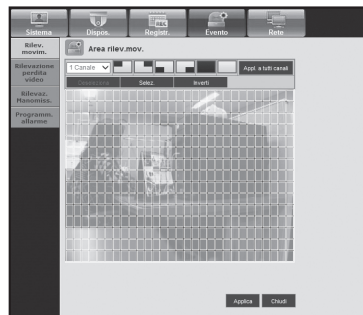 Sistema Dispos. Registr. Evento Rete
REC
Rilev. movim.
Rilevazione perdita video
Rilevaz. Manomiss.
Programm. allarme
Area rilev.mov.
1 Canale
Appl. a tutti canali
Selez. Inverti
Applica Chiudi